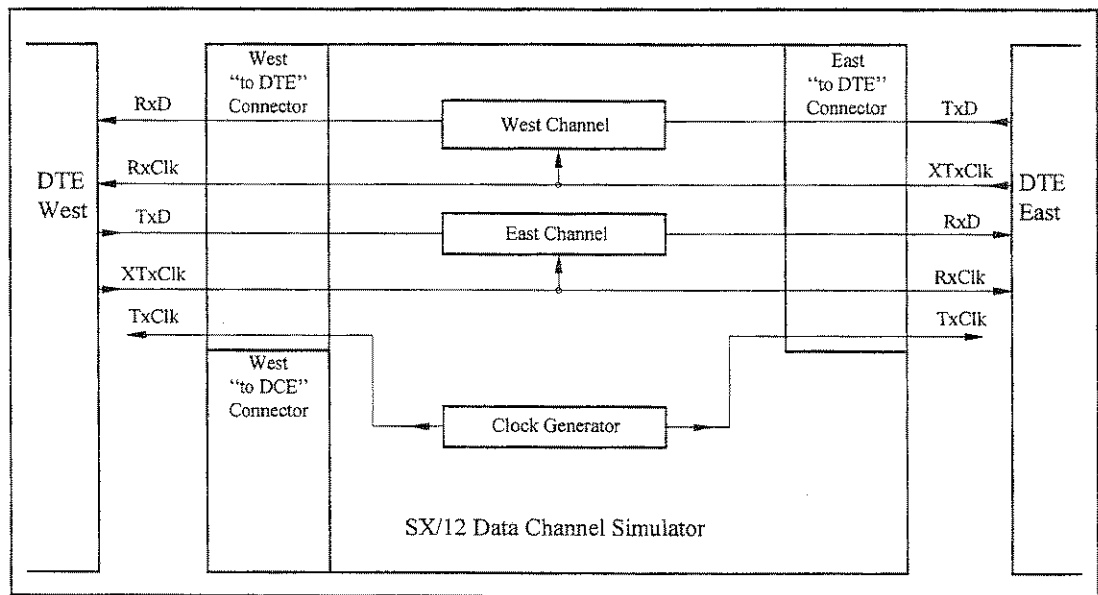 West
“to DTE”
Connector
East
“to DTE”
Connector
RxD
West Channel
TxD
RxClk
XTxClk
DTE
West
DTE
East
TxD
East Channel
RxD
XTxClk
RxClk
TxClk
TxClk
West
“to DCE”
Connector
Clock Generator
SX/12 Data Channel Simulator